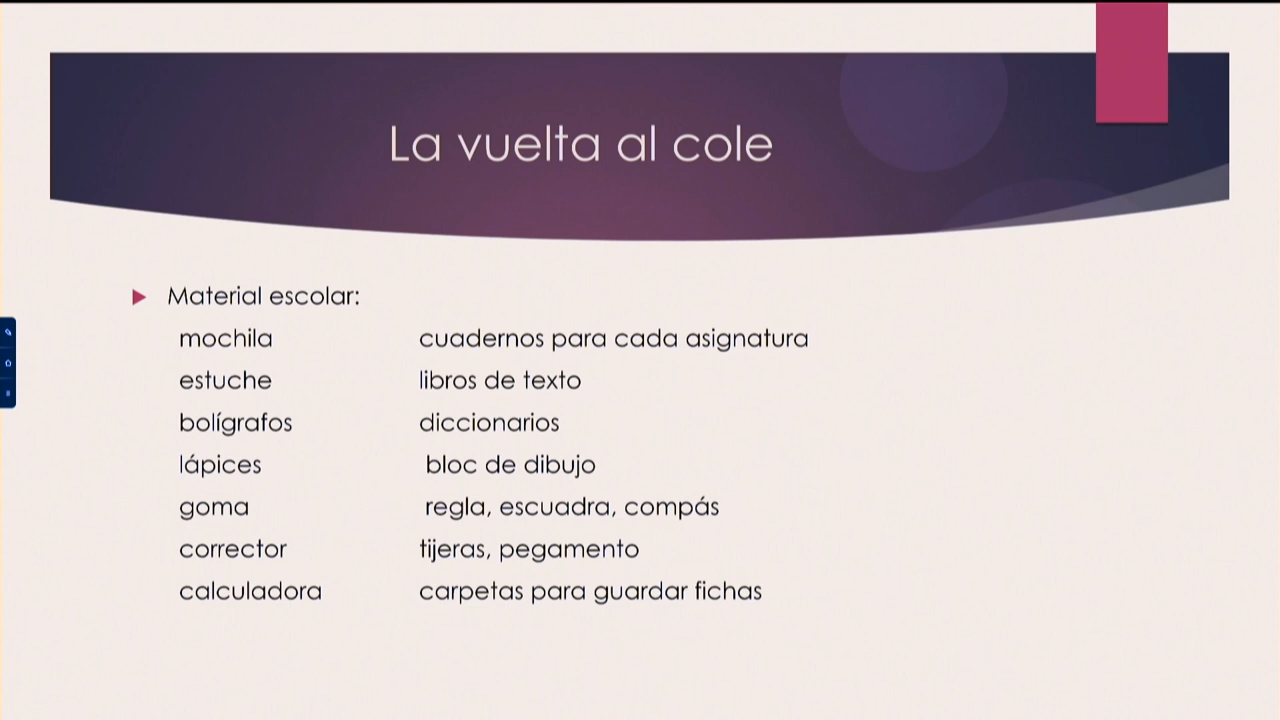 La vuelta al cole
Material escolar:
mochila cuadernos para cada asignatura
estuche libros de texto
bolígrafos diccionarios
lápices bloc de dibujo
goma regla, escuadra, compás
corrector tijeras, pegamento
calculadora carpetas para guardar fichas